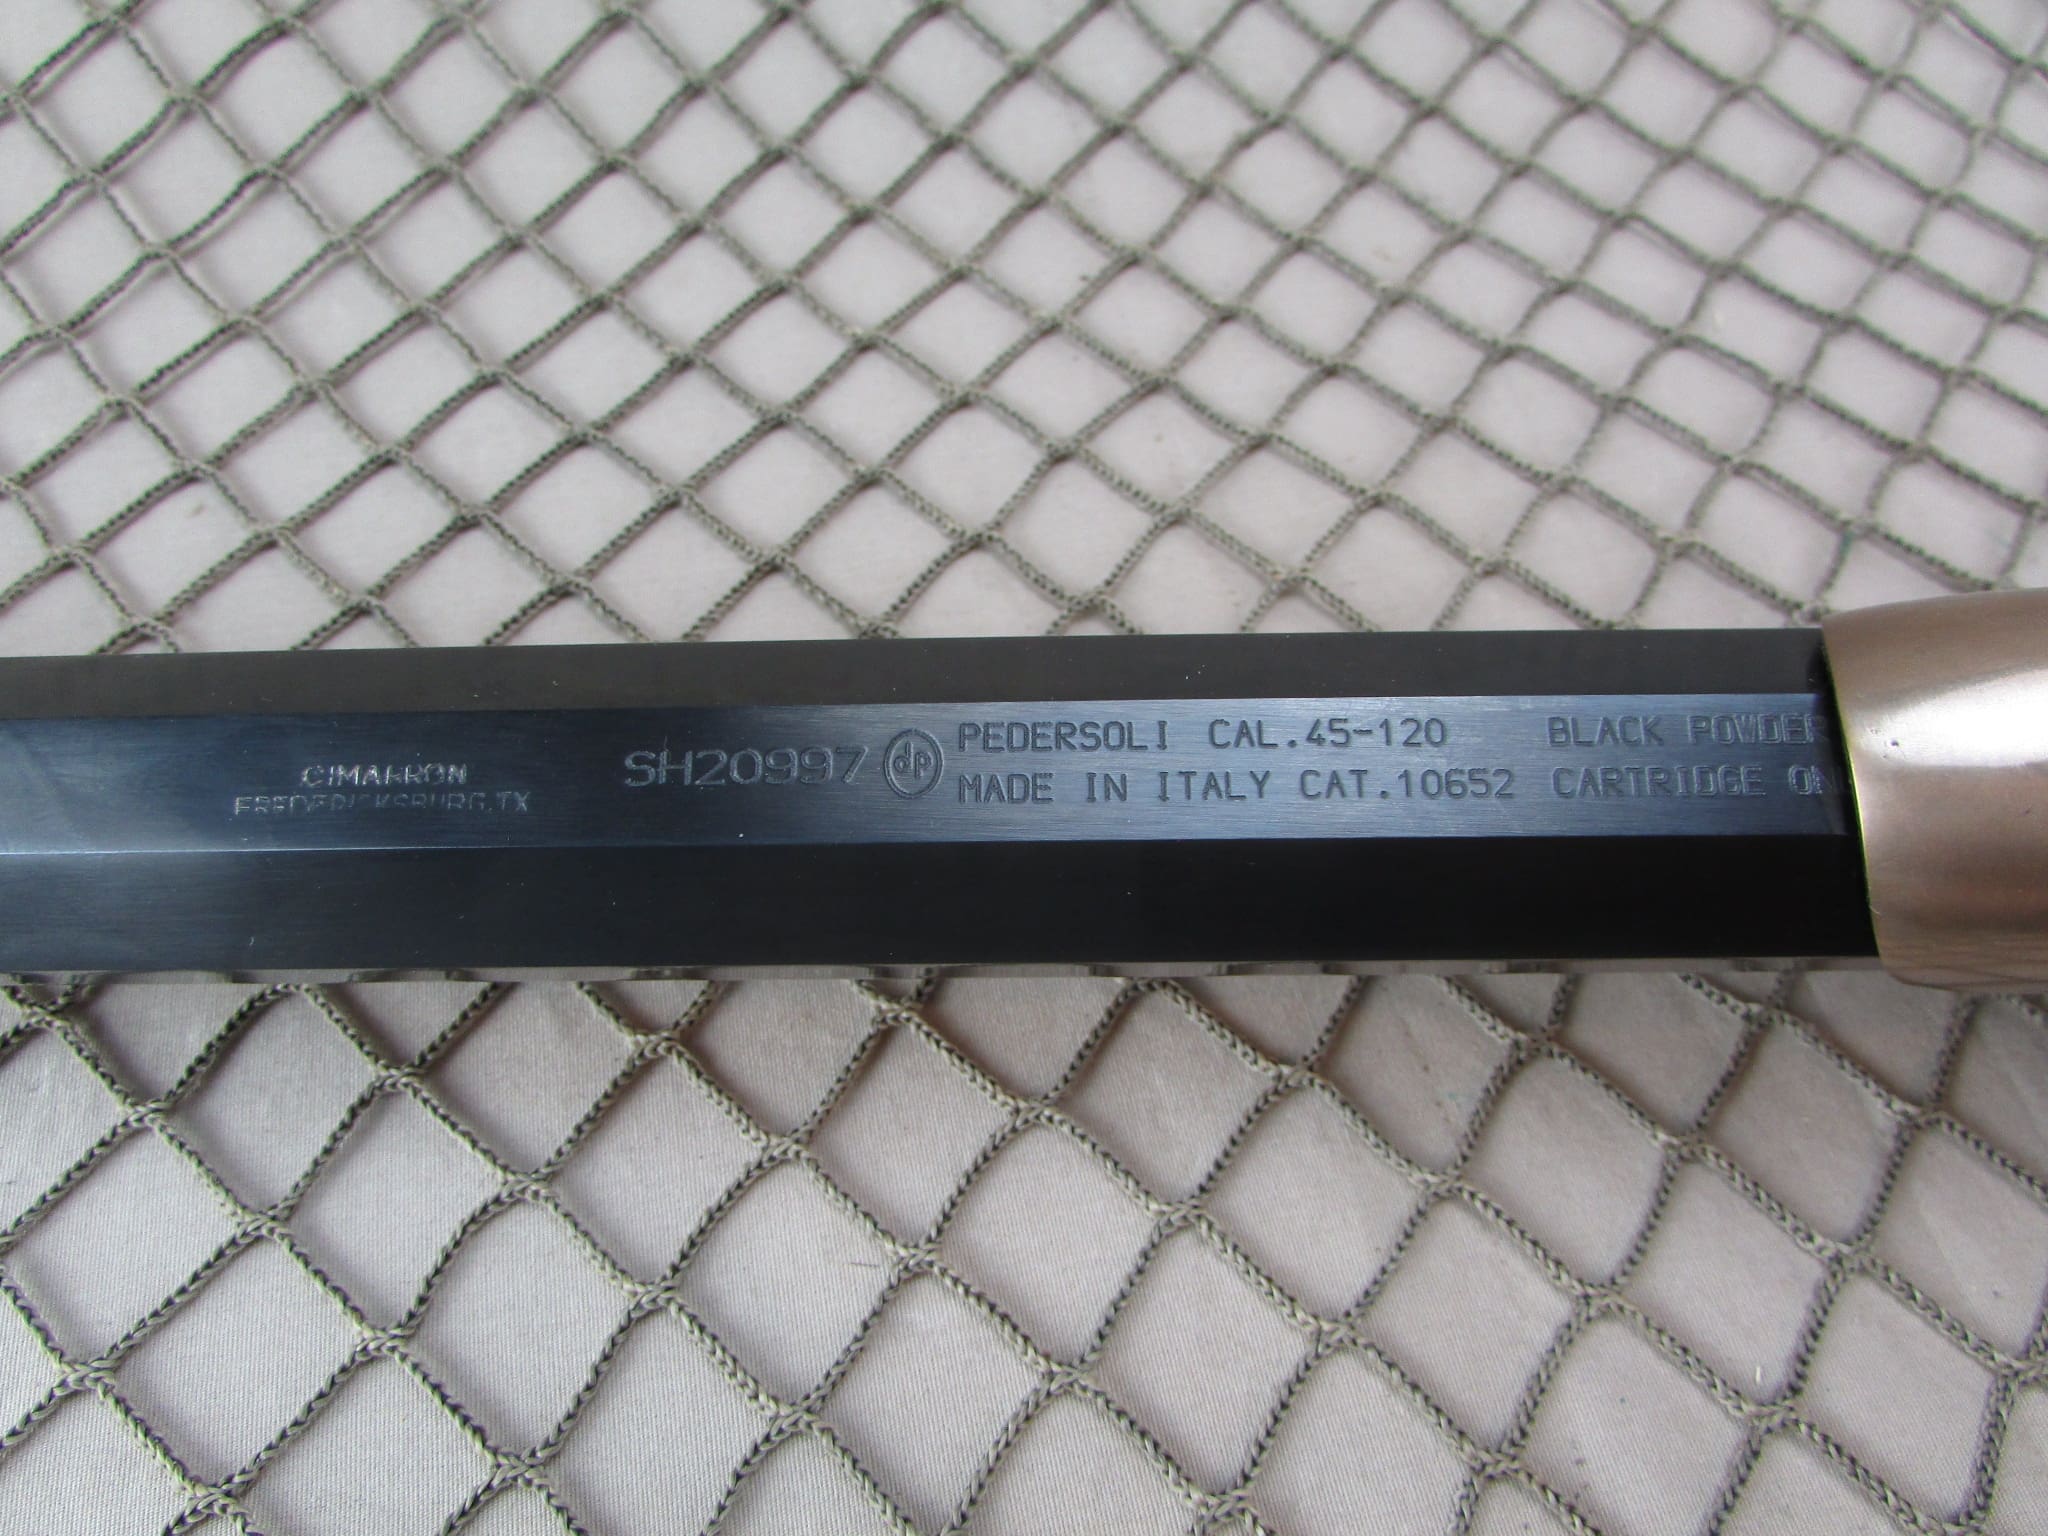 CIMARRON
FREDERICKSBURG,TX
SH20997
dp
PEDERSOLI CAL.45-120 BLACK POWDER
MADE IN ITALY CAT.10652 CARTRIDGE